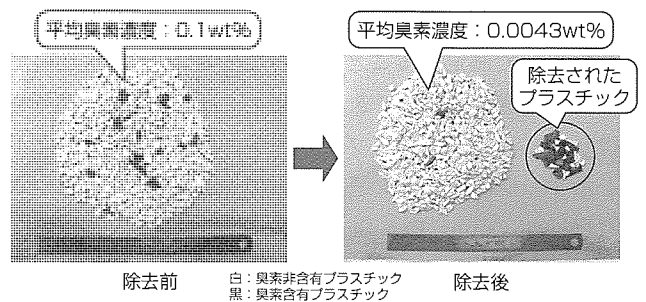 平均臭素濃度：0.1wt%
平均臭素濃度：0.0043wt%
除去された
プラスチック
除去前
白：臭素非含有プラスチック
黒：臭素含有プラスチック
除去後